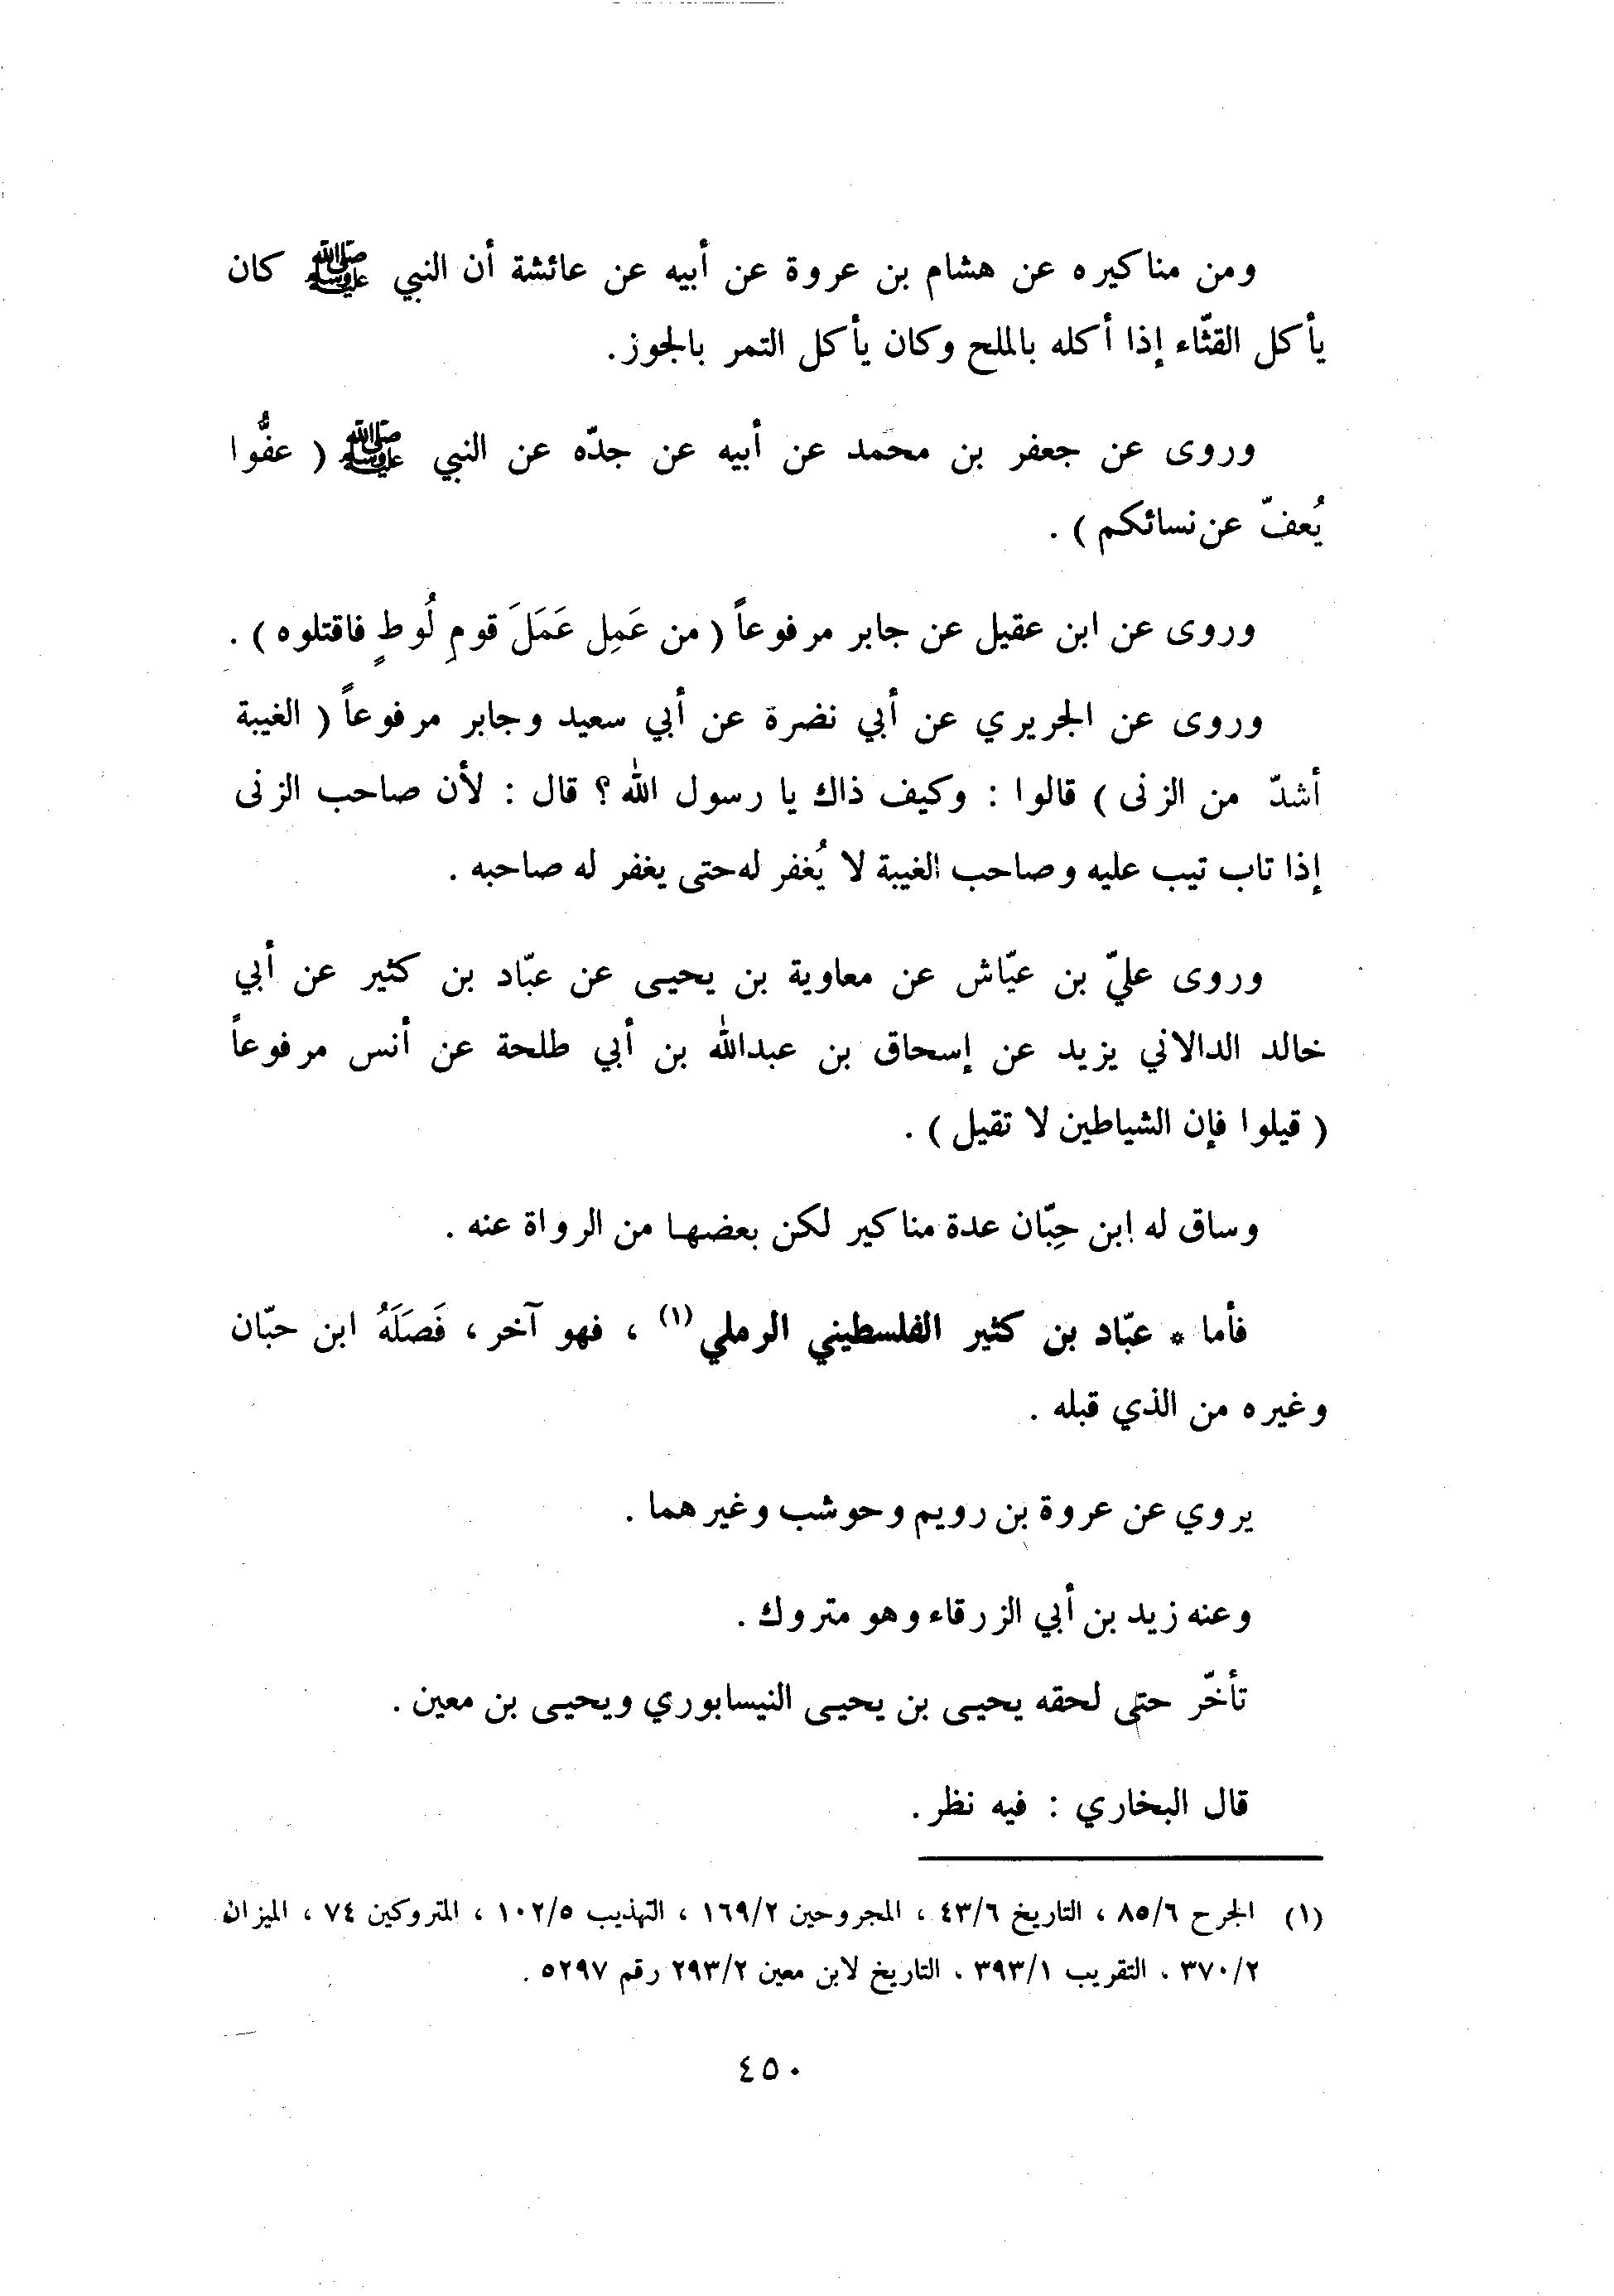 ومن مناكيره عن هشام بن عروة عن أبيه عن عائشة أن النبي ﷺ كان
يأكل القثّاء إذا أكله بالملح وكان يأكل التمر بالجوز.
وروى عن جعفر بن محمد عن أبيه عن جدّه عن النبي ﷺ ( عفُّوا
يُعفّ عن نسائكم ) .
وروى عن ابن عقيل عن جابر مرفوعاً ( من عَمِل عَمَلَ قومِ لُوطٍ فاقتلوه ) .
وروى عن الجريري عن أبي نضرة عن أبي سعيد وجابر مرفوعاً ( الغيبة
أشدّ من الزنى ) قالوا : وكيف ذاك يا رسول الله ؟ قال : لأن صاحب الزنى
إذا تاب تيب عليه وصاحب الغيبة لا يُغفر له حتى يغفر له صاحبه .
وروى عليّ بن عيّاش عن معاوية بن يحيى عن عبّاد بن كثير عن أبي
خالد الدالاني يزيد عن إسحاق بن عبدالله بن أبي طلحة عن أنس مرفوعاً
( قيلوا فإن الشياطين لا تقيل ) .
وساق له ابن حِبّان عدة مناكير لكن بعضها من الرواة عنه .
فأما * عبّاد بن كثير الفلسطيني الرملي (١) ، فهو آخر ، فَصَلَهُ ابن حبّان
وغيره من الذي قبله .
يروي عن عروة بن رويم وحوشب وغيرهما .
وعنه زيد بن أبي الزرقاء وهو متروك .
تأخّر حتى لحقه يحيى بن يحيى النيسابوري ويحيى بن معين .
قال البخاري : فيه نظر .
(١) الجرح ٨٥/٦ ، التاريخ ٤٣/٦ ، المجروحين ١٦٩/٢ ، التهذيب ١٠٢/٥ ، المتروكين ٧٤ ، الميزان
٣٧٠/٢ ، التقريب ٣٩٣/١ ، التاريخ لابن معين ٢٩٣/٢ رقم ٥٢٩٧ .
٤٥٠